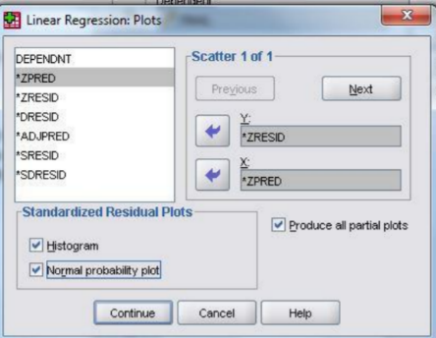 Dependent
Linear Regression: Plots
DEPENDNT
*ZPRED
*ZRESID
*DRESID
*ADJPRED
*SRESID
*SDRESID
Scatter 1 of 1
Previous
Next
Y:
*ZRESID
X:
*ZPRED
Standardized Residual Plots
Histogram
Normal probability plot
Produce all partial plots
Continue
Cancel
Help